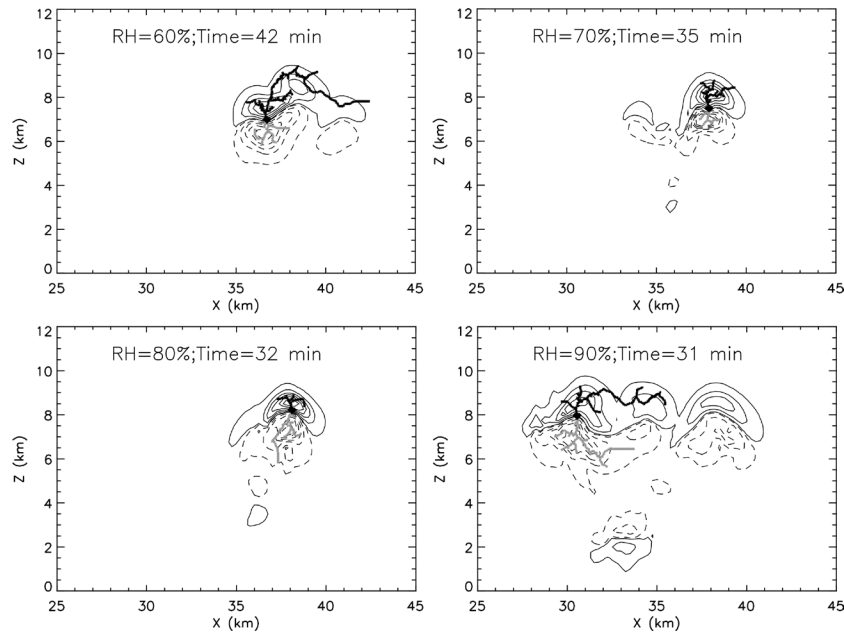 RH=60%;Time=42 min
12
10
8
6
4
2
0
Z (km)
25 30 35 40 45
X (km)
RH=70%;Time=35 min
12
10
8
6
4
2
0
Z (km)
25 30 35 40 45
X (km)
RH=80%;Time=32 min
12
10
8
6
4
2
0
Z (km)
25 30 35 40 45
X (km)
RH=90%;Time=31 min
12
10
8
6
4
2
0
Z (km)
25 30 35 40 45
X (km)